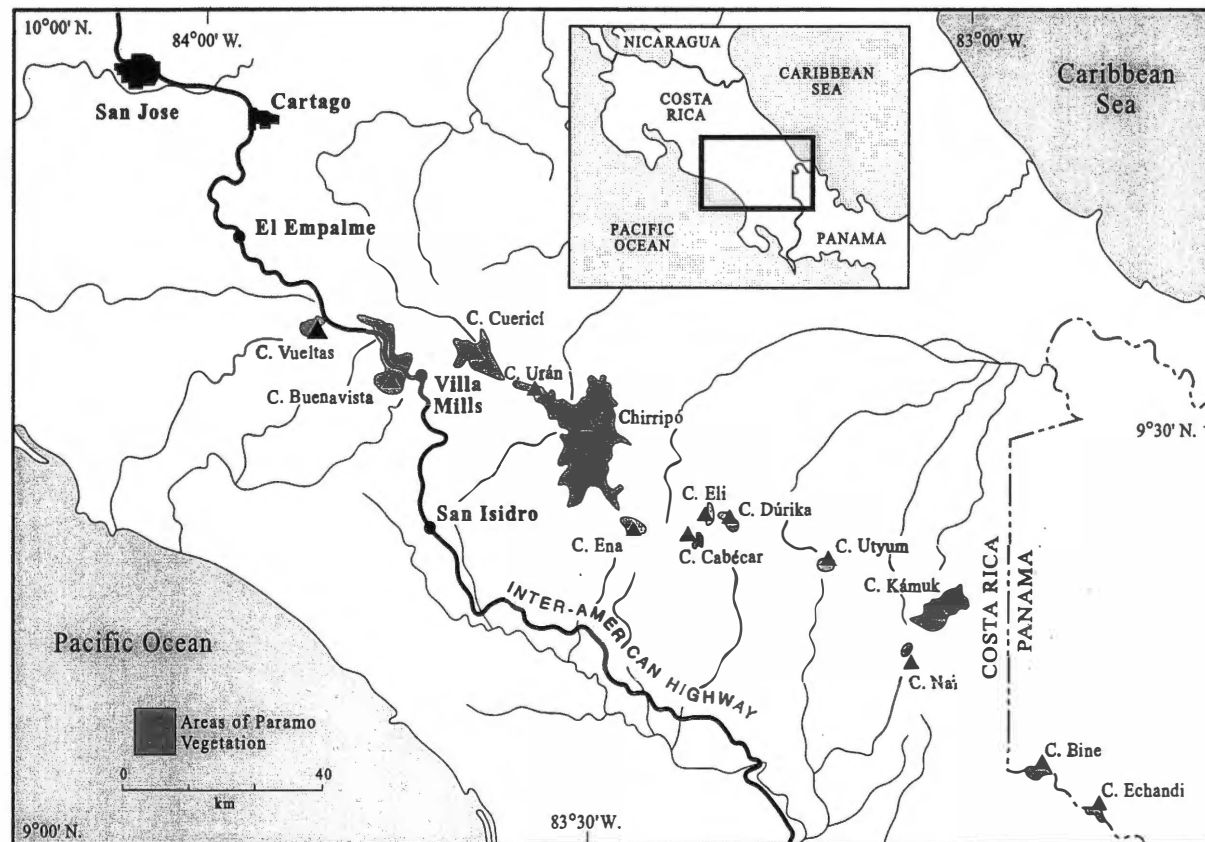 10°00' N.
84°00' W.
83°00' W.
NICARAGUA
CARIBBEAN
SEA
COSTA
RICA
PACIFIC
OCEAN
PANAMA
Caribbean
Sea
San Jose
Cartago
El Empalme
C. Vueltas
C. Buenavista
Villa
Mills
C. Cuericí
C. Urán
Chirripó
9°30' N.
San Isidro
C. Ena
C. Eli
C. Dúrika
C. Cabécar
C. Utyum
C. Kámuk
C. Nai
COSTA RICA
PANAMA
INTER-AMERICAN HIGHWAY
Pacific Ocean
Areas of Paramo
Vegetation
0 40
km
C. Bine
C. Echandi
9°00' N.
83°30' W.